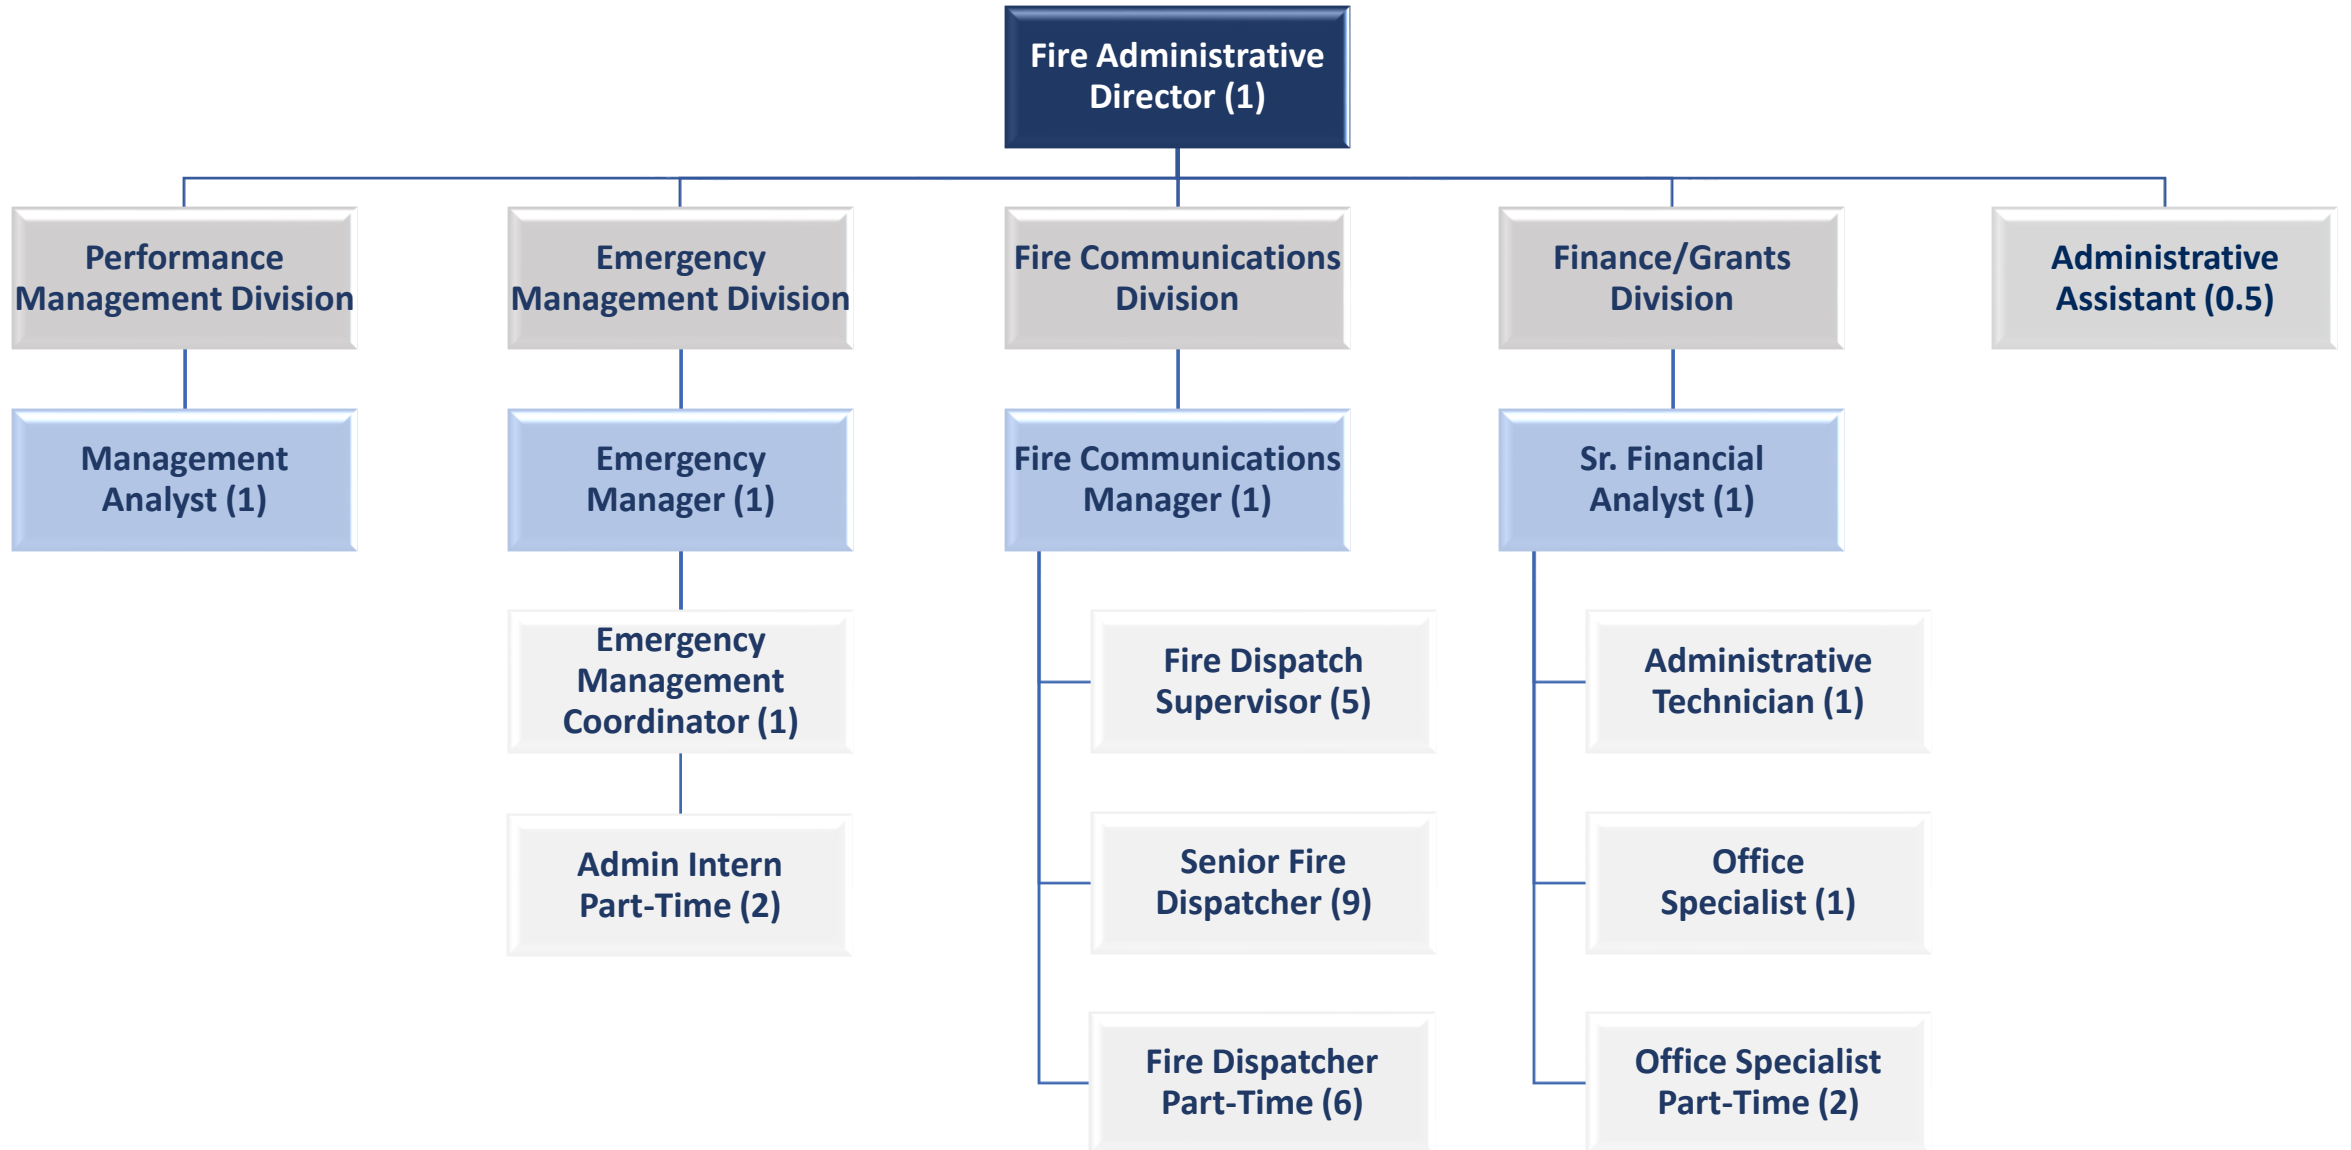 Fire Administrative
Director (1)
Performance
Management Division
Emergency
Management Division
Fire Communications
Division
Finance/Grants
Division
Administrative
Assistant (0.5)
Management
Analyst (1)
Emergency
Manager (1)
Fire Communications
Manager (1)
Sr. Financial
Analyst (1)
Emergency
Management
Coordinator (1)
Fire Dispatch
Supervisor (5)
Administrative
Technician (1)
Admin Intern
Part-Time (2)
Senior Fire
Dispatcher (9)
Office
Specialist (1)
Fire Dispatcher
Part-Time (6)
Office Specialist
Part-Time (2)